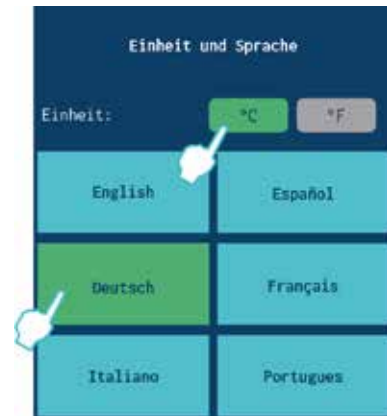 Einheit und Sprache
Einheit: °C °F
English Español
Deutsch Français
Italiano Portugues